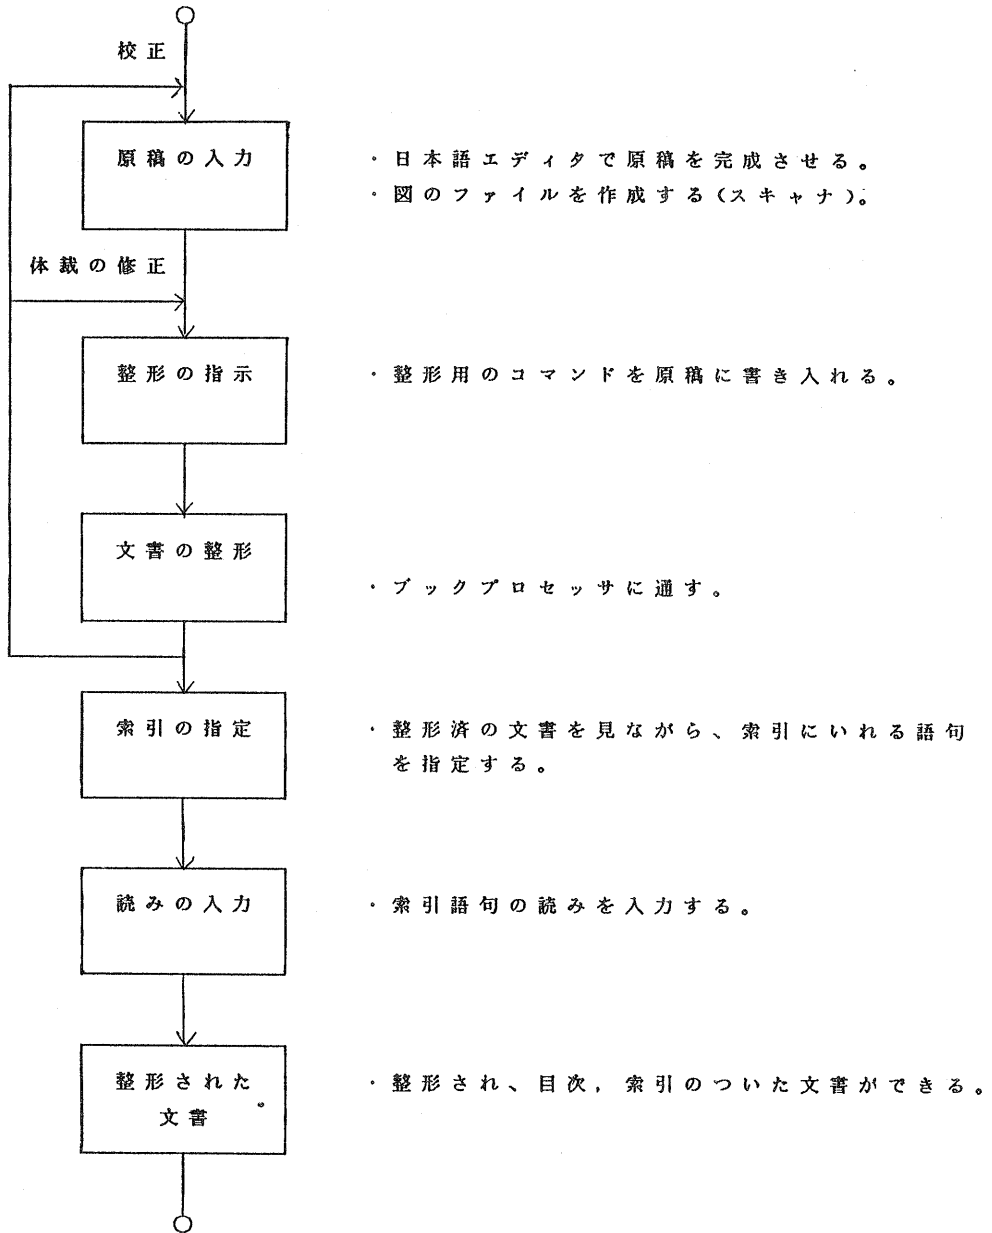 校正
原稿の入力
・日本語エディタで原稿を完成させる。
・図のファイルを作成する(スキャナ)。
体裁の修正
整形の指示
・整形用のコマンドを原稿に書き入れる。
文書の整形
・ブックプロセッサに通す。
索引の指定
・整形済の文書を見ながら、索引にいれる語句
を指定する。
読みの入力
・索引語句の読みを入力する。
整形された
文書
・整形され、目次，索引のついた文書ができる。